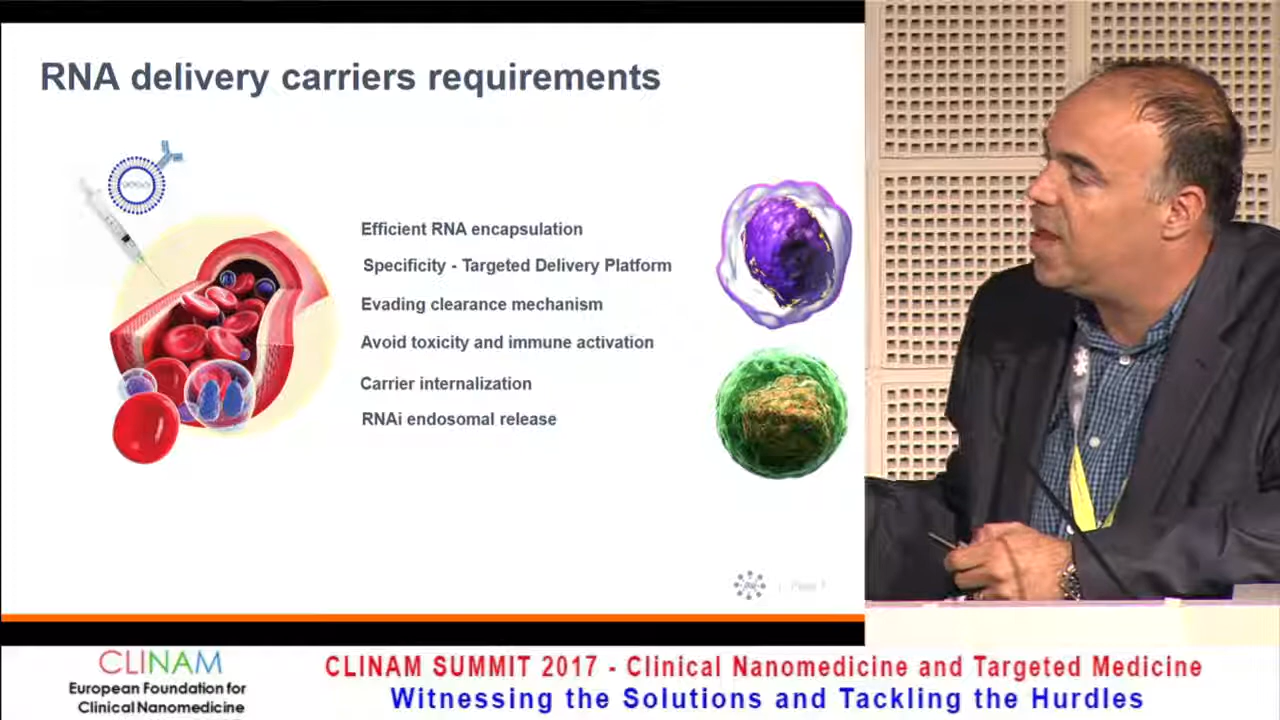 RNA delivery carriers requirements
Efficient RNA encapsulation
Specificity - Targeted Delivery Platform
Evading clearance mechanism
Avoid toxicity and immune activation
Carrier internalization
RNAi endosomal release
CLINAM
European Foundation for
Clinical Nanomedicine
CLINAM SUMMIT 2017 - Clinical Nanomedicine and Targeted Medicine
Witnessing the Solutions and Tackling the Hurdles